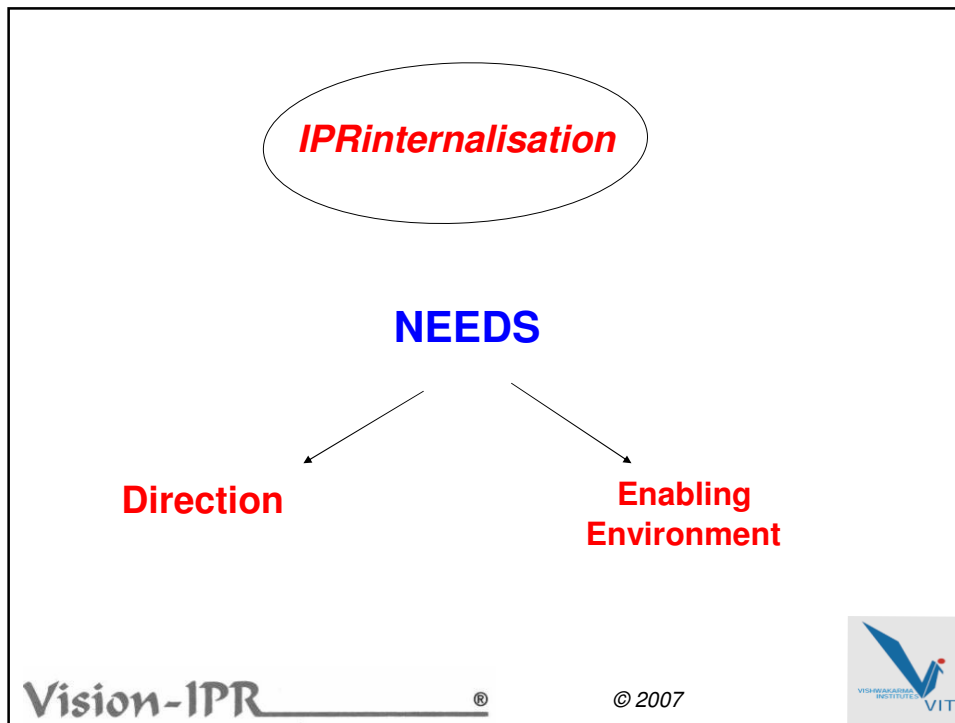 IPRinternalisation
NEEDS
Direction
Enabling
Environment
Vision-IPR ® © 2007
VISHWAKARMA
INSTITUTES
VIT